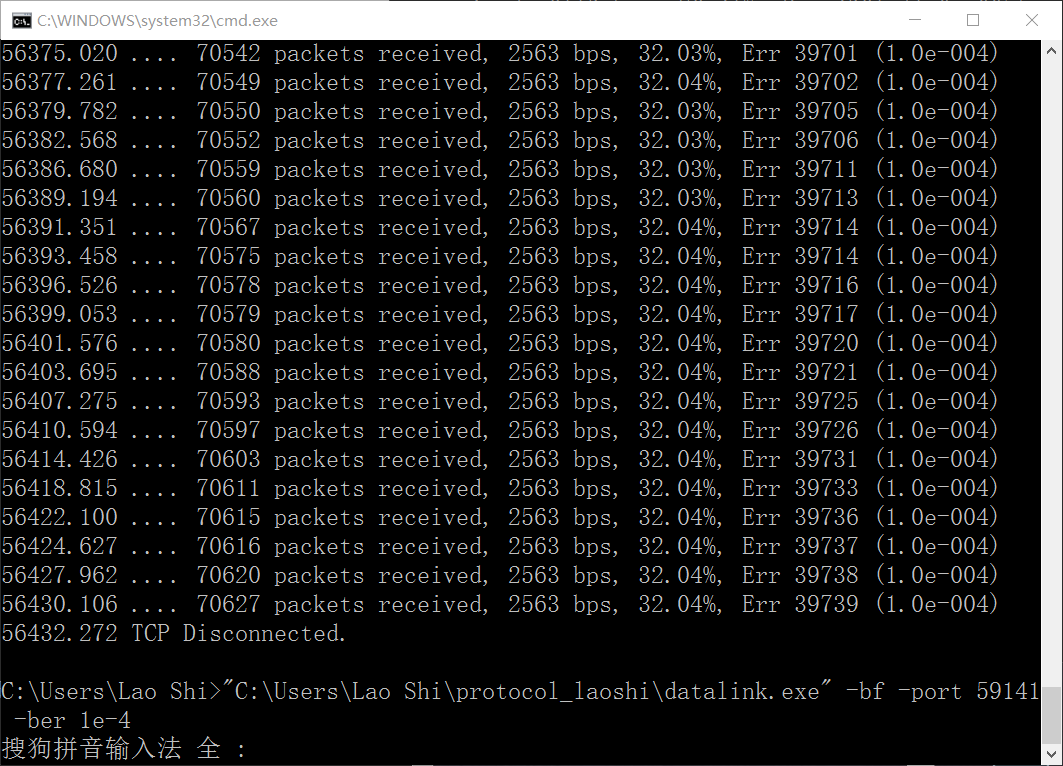 C:\WINDOWS\system32\cmd.exe
56375.020 .... 70542 packets received, 2563 bps, 32.03%, Err 39701 (1.0e-004)
56377.261 .... 70549 packets received, 2563 bps, 32.04%, Err 39702 (1.0e-004)
56379.782 .... 70550 packets received, 2563 bps, 32.03%, Err 39705 (1.0e-004)
56382.568 .... 70552 packets received, 2563 bps, 32.03%, Err 39706 (1.0e-004)
56386.680 .... 70559 packets received, 2563 bps, 32.03%, Err 39711 (1.0e-004)
56389.194 .... 70560 packets received, 2563 bps, 32.03%, Err 39713 (1.0e-004)
56391.351 .... 70567 packets received, 2563 bps, 32.04%, Err 39714 (1.0e-004)
56393.458 .... 70575 packets received, 2563 bps, 32.04%, Err 39714 (1.0e-004)
56396.526 .... 70578 packets received, 2563 bps, 32.04%, Err 39716 (1.0e-004)
56399.053 .... 70579 packets received, 2563 bps, 32.04%, Err 39717 (1.0e-004)
56401.576 .... 70580 packets received, 2563 bps, 32.04%, Err 39720 (1.0e-004)
56403.695 .... 70588 packets received, 2563 bps, 32.04%, Err 39721 (1.0e-004)
56407.275 .... 70593 packets received, 2563 bps, 32.04%, Err 39725 (1.0e-004)
56410.594 .... 70597 packets received, 2563 bps, 32.04%, Err 39726 (1.0e-004)
56414.426 .... 70603 packets received, 2563 bps, 32.04%, Err 39731 (1.0e-004)
56418.815 .... 70611 packets received, 2563 bps, 32.04%, Err 39733 (1.0e-004)
56422.100 .... 70615 packets received, 2563 bps, 32.04%, Err 39736 (1.0e-004)
56424.627 .... 70616 packets received, 2563 bps, 32.04%, Err 39737 (1.0e-004)
56427.962 .... 70620 packets received, 2563 bps, 32.04%, Err 39738 (1.0e-004)
56430.106 .... 70627 packets received, 2563 bps, 32.04%, Err 39739 (1.0e-004)
56432.272 TCP Disconnected.
C:\Users\Lao Shi>"C:\Users\Lao Shi\protocol_laoshi\datalink.exe" -bf -port 59141
-ber 1e-4
搜狗拼音输入法 全 :